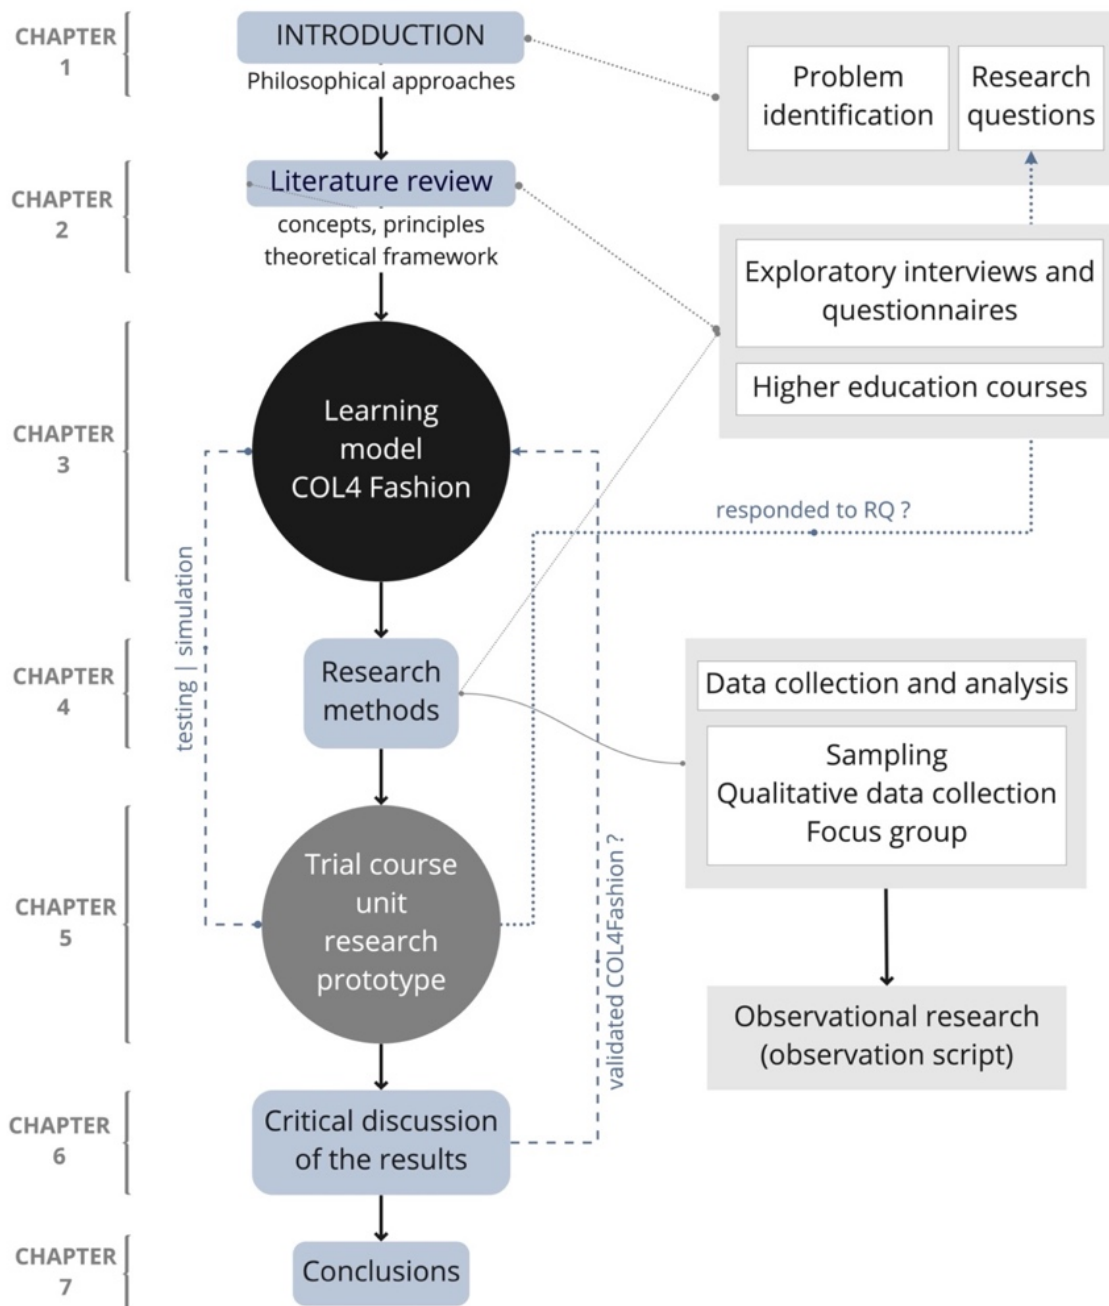 CHAPTER
1
INTRODUCTION
Philosophical approaches
Problem
identification
Research
questions
CHAPTER
2
Literature review
concepts, principles
theoretical framework
Exploratory interviews and
questionnaires
Higher education courses
CHAPTER
3
Learning
model
COL4 Fashion
responded to RQ ?
testing | simulation
CHAPTER
4
Research
methods
Data collection and analysis
Sampling
Qualitative data collection
Focus group
CHAPTER
5
Trial course
unit
research
prototype
validated COL4Fashion ?
Observational research
(observation script)
CHAPTER
6
Critical discussion
of the results
CHAPTER
7
Conclusions